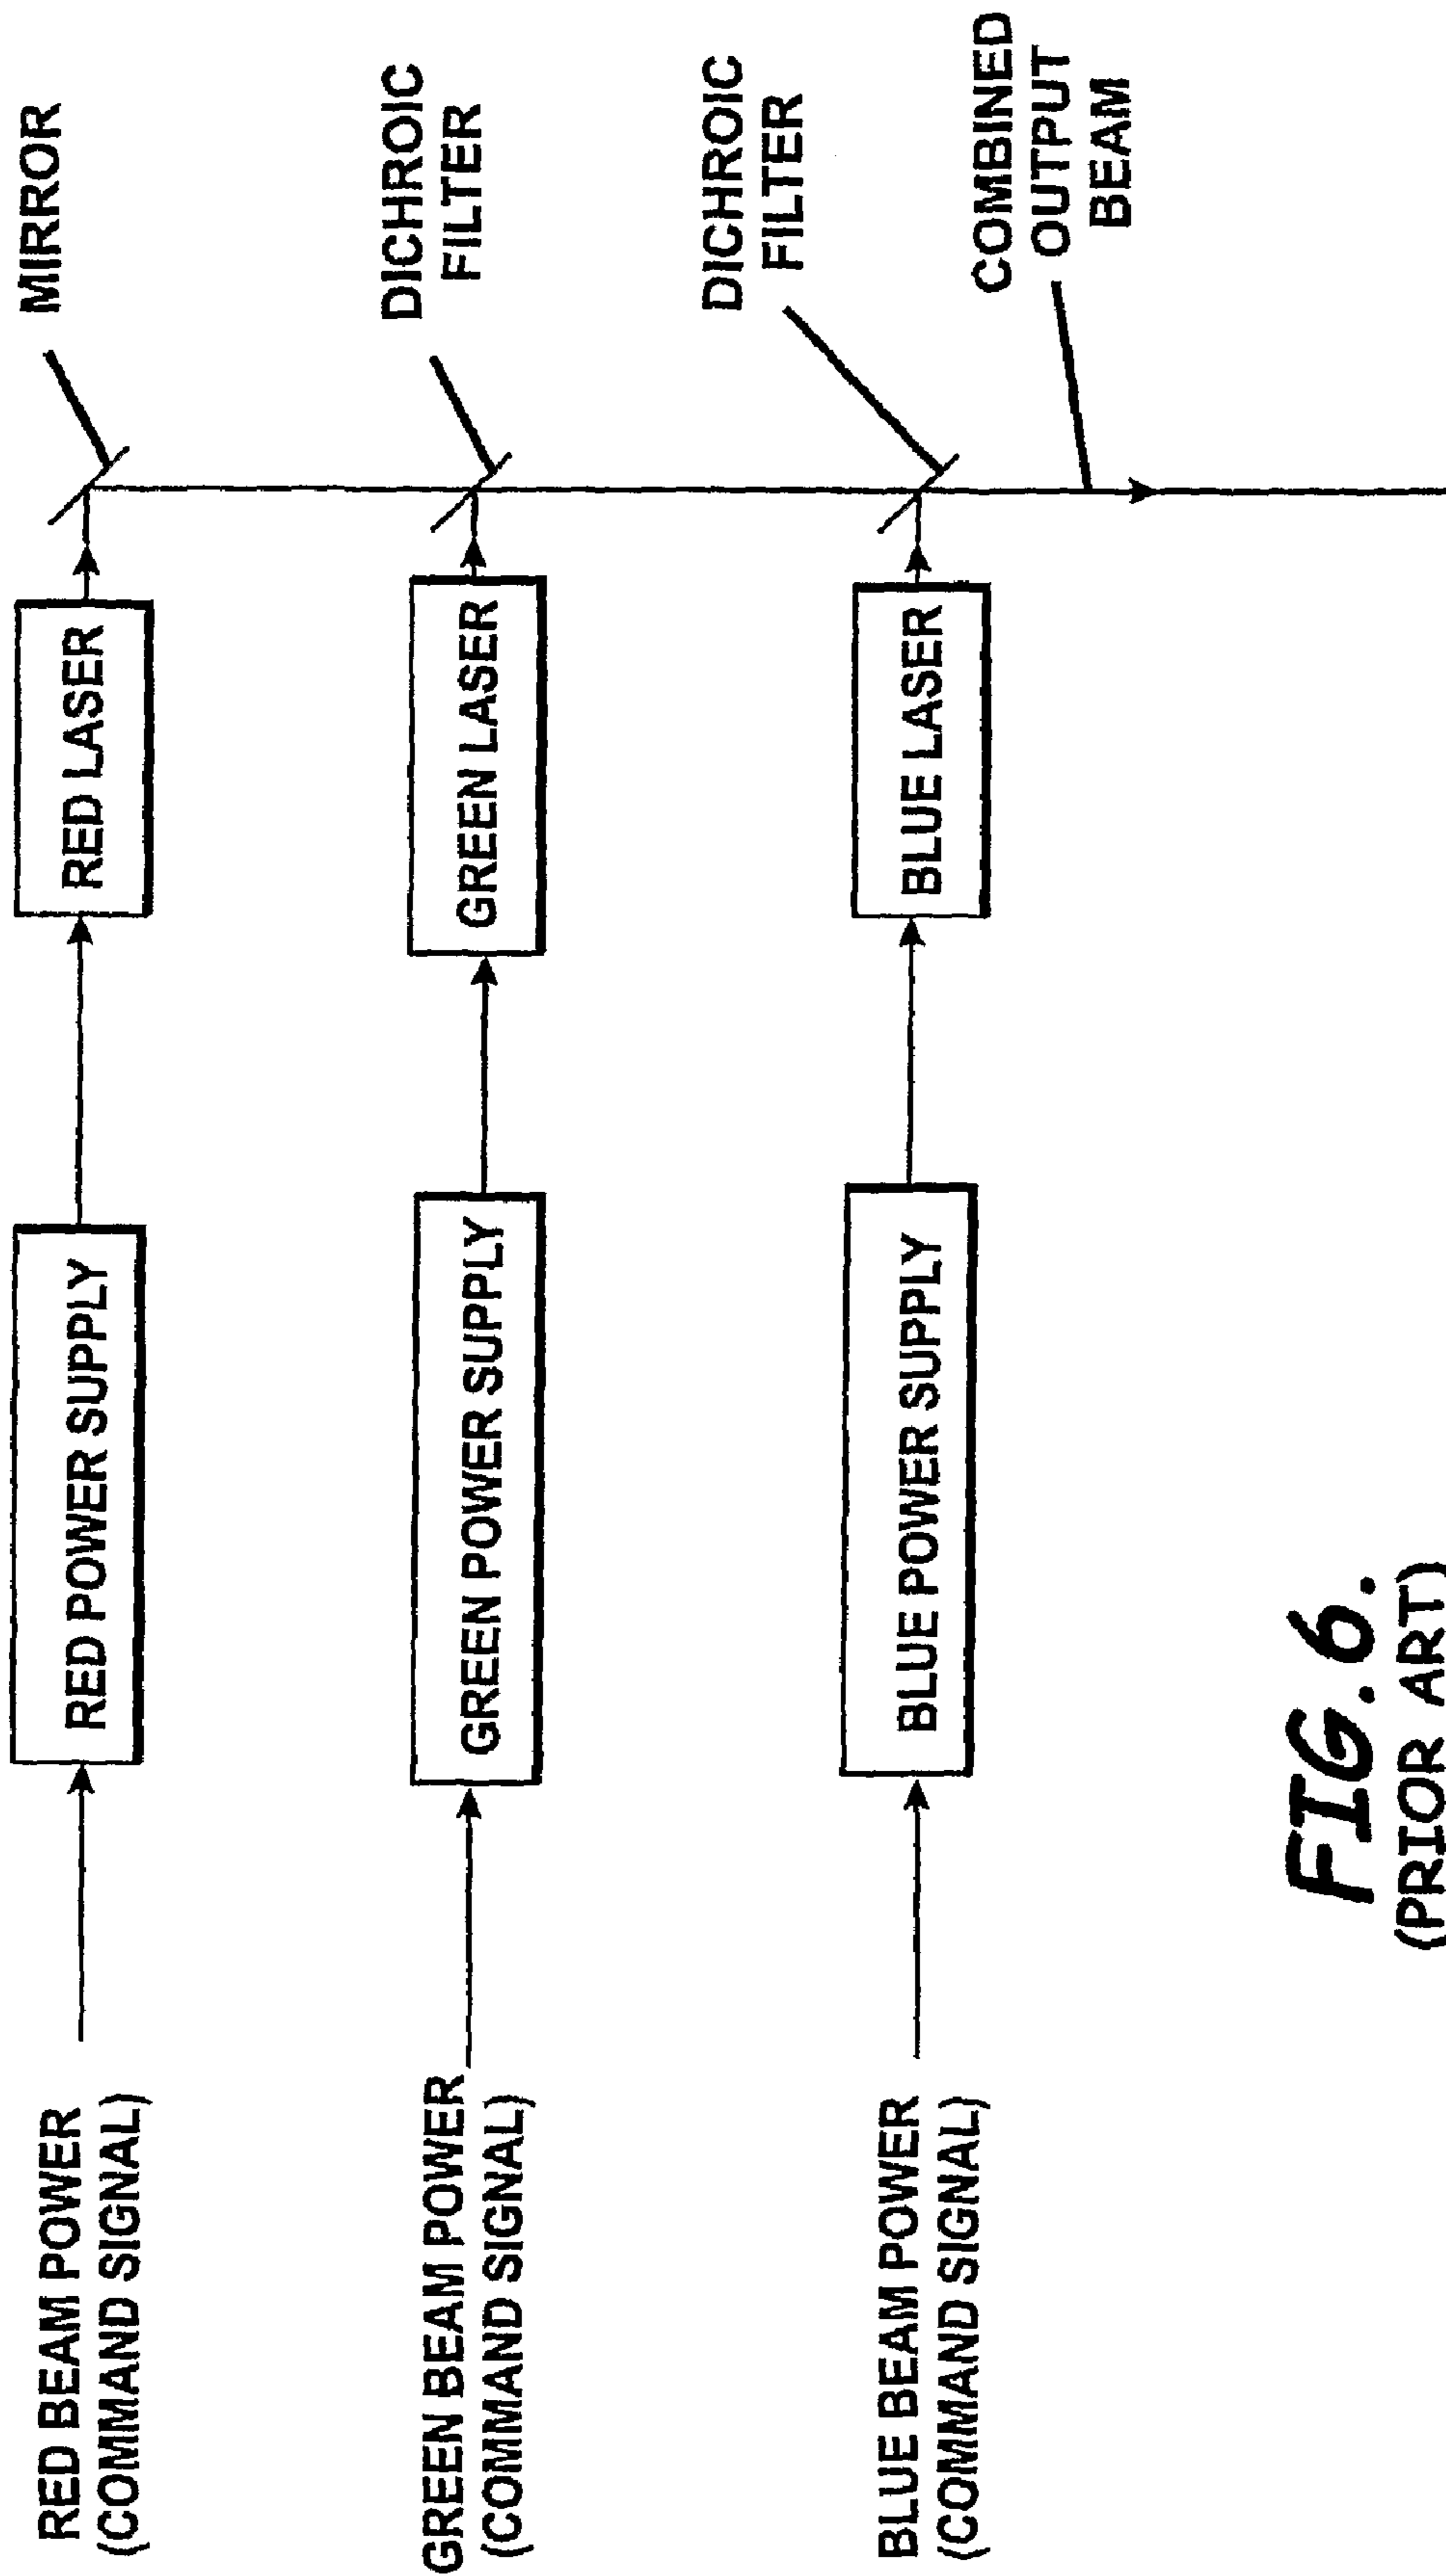 RED BEAM POWER
(COMMAND SIGNAL)
RED POWER SUPPLY
RED LASER
MIRROR
GREEN BEAM POWER
(COMMAND SIGNAL)
GREEN POWER SUPPLY
GREEN LASER
DICHROIC
FILTER
BLUE BEAM POWER
(COMMAND SIGNAL)
BLUE POWER SUPPLY
BLUE LASER
DICHROIC
FILTER
COMBINED
OUTPUT
BEAM
FIG. 6.
(PRIOR ART)